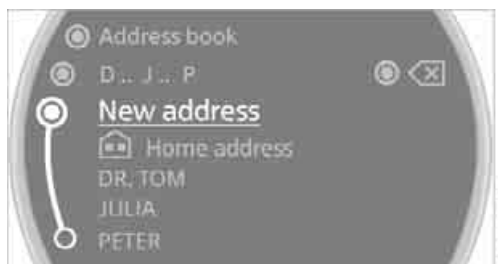 Address book
D .. J .. P
New address
Home address
DR. TOM
JULIA
PETER